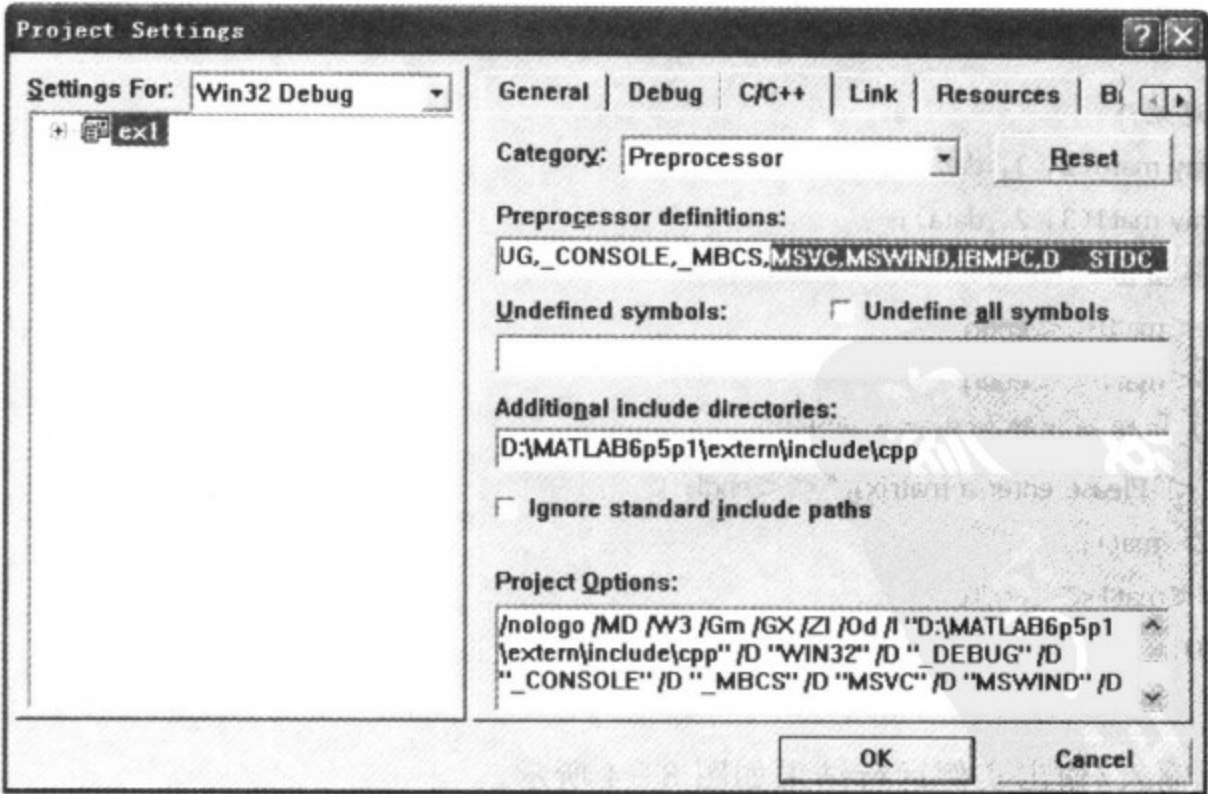 Project Settings
Settings For: Win32 Debug
ex1
General Debug C/C++ Link Resources
Category: Preprocessor Reset
Preprocessor definitions:
UG,_CONSOLE,_MBCS,MSVC,MSWIND,IBMPC,D__STDC_
Undefined symbols: Undefine all symbols
Additional include directories:
D:\MATLAB6p5p1\extern\include\cpp
Ignore standard include paths
Project Options:
/nologo /MD /W3 /Gm /GX /ZI /Od /I "D:\MATLAB6p5p1
\extern\include\cpp" /D "WIN32" /D "_DEBUG" /D
"_CONSOLE" /D "_MBCS" /D "MSVC" /D "MSWIND" /D
OK Cancel